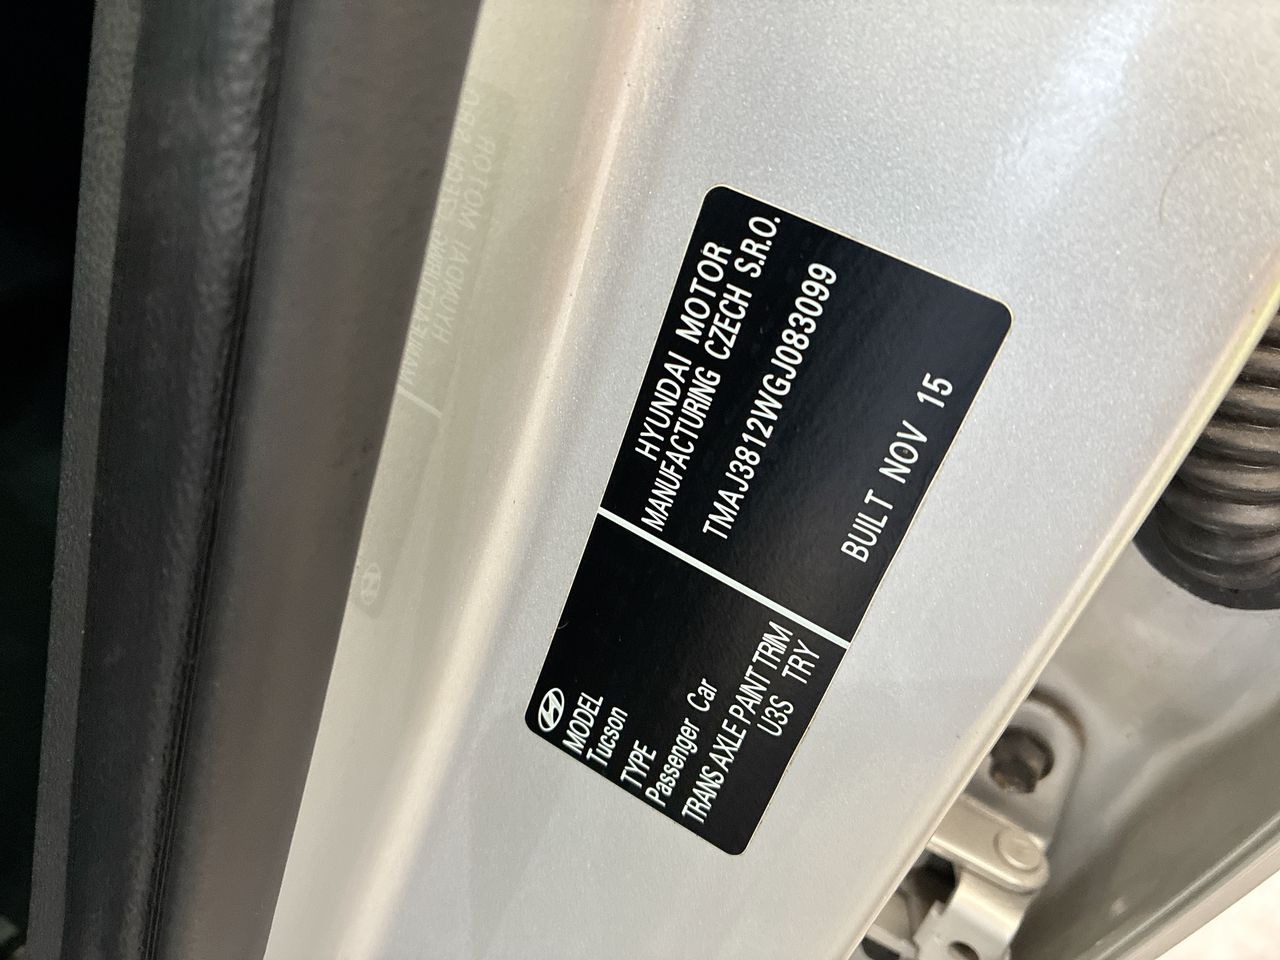 HYUNDAI MOTOR
MANUFACTURING CZECH S.R.O.
TMAJ3812WGJ083099
BUILT NOV 15
MODEL
Tucson
TYPE
Passenger Car
TRANS AXLE PAINT TRIM
U3S TRY